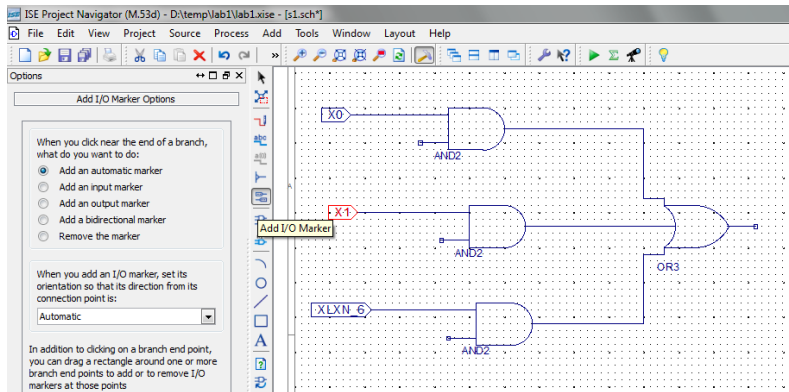 ISE Project Navigator (M.53d) - D:\temp\lab1\lab1.xise - [s1.sch*]
File Edit View Project Source Process Add Tools Window Layout Help
Options
Add I/O Marker Options
When you click near the end of a branch,
what do you want to do:
Add an automatic marker
Add an input marker
Add an output marker
Add a bidirectional marker
Remove the marker
When you add an I/O marker, set its
orientation so that its direction from its
connection point is:
Automatic
In addition to clicking on a branch end point,
you can drag a rectangle around one or more
branch end points to add or to remove I/O
markers at those points
abc
A
Add I/O Marker
A
X0
AND2
X1
AND2
OR3
XLXN_6
AND2